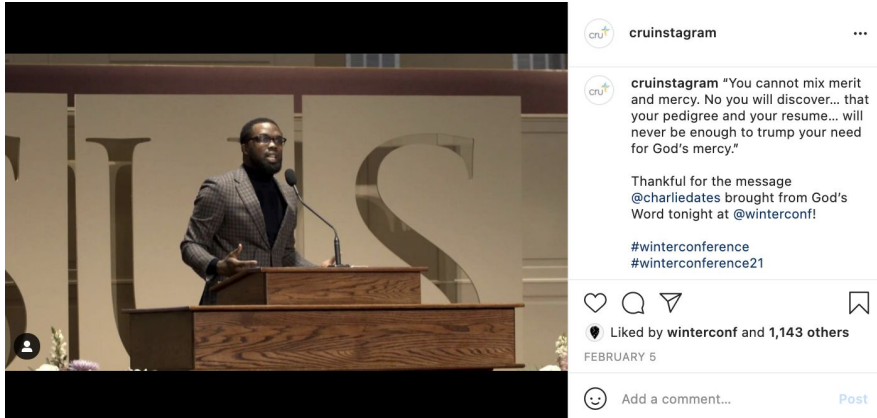 SUS
cru
cruinstagram
cru
cruinstagram “You cannot mix merit
and mercy. No you will discover... that
your pedigree and your resume... will
never be enough to trump your need
for God’s mercy.”
Thankful for the message
@charliedates brought from God’s
Word tonight at @winterconf!
#winterconference
#winterconference21
Liked by winterconf and 1,143 others
FEBRUARY 5
Add a comment...
Post